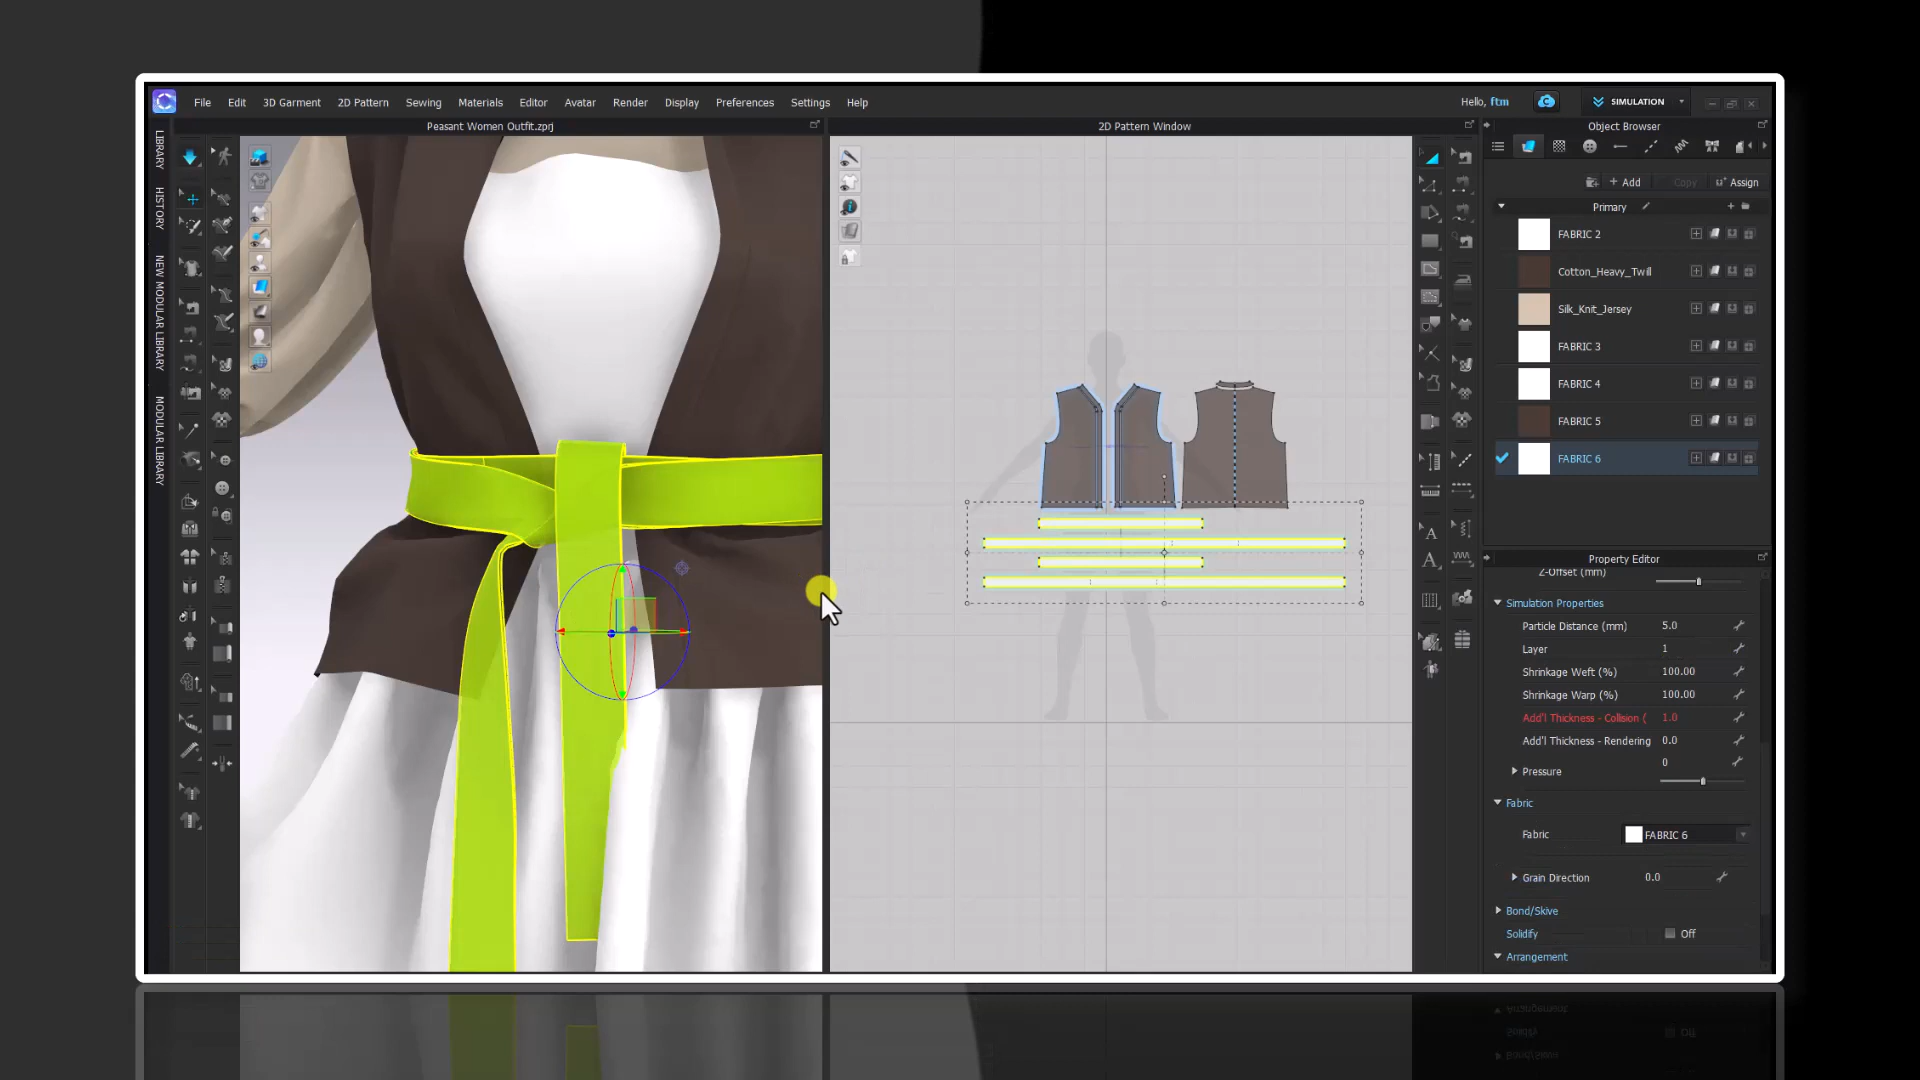 File Edit 3D Garment 2D Pattern Sewing Materials Editor Avatar Render Display Preferences Settings Help
Hello, ftm
SIMULATION
Peasant Women Outfit.zprj
2D Pattern Window
Object Browser
LIBRARY
HISTORY
NEW MODULAR LIBRARY
MODULAR LIBRARY
+ Add
Copy
Assign
Primary
FABRIC 2
Cotton_Heavy_Twill
Silk_Knit_Jersey
FABRIC 3
FABRIC 4
FABRIC 5
FABRIC 6
Property Editor
Z-Offset (mm)
Simulation Properties
Particle Distance (mm) 5.0
Layer 1
Shrinkage Weft (%) 100.00
Shrinkage Warp (%) 100.00
Add'l Thickness - Collision ( 1.0
Add'l Thickness - Rendering 0.0
Pressure 0
Fabric
Fabric FABRIC 6
Grain Direction 0.0
Bond/Skive
Solidify Off
Arrangement